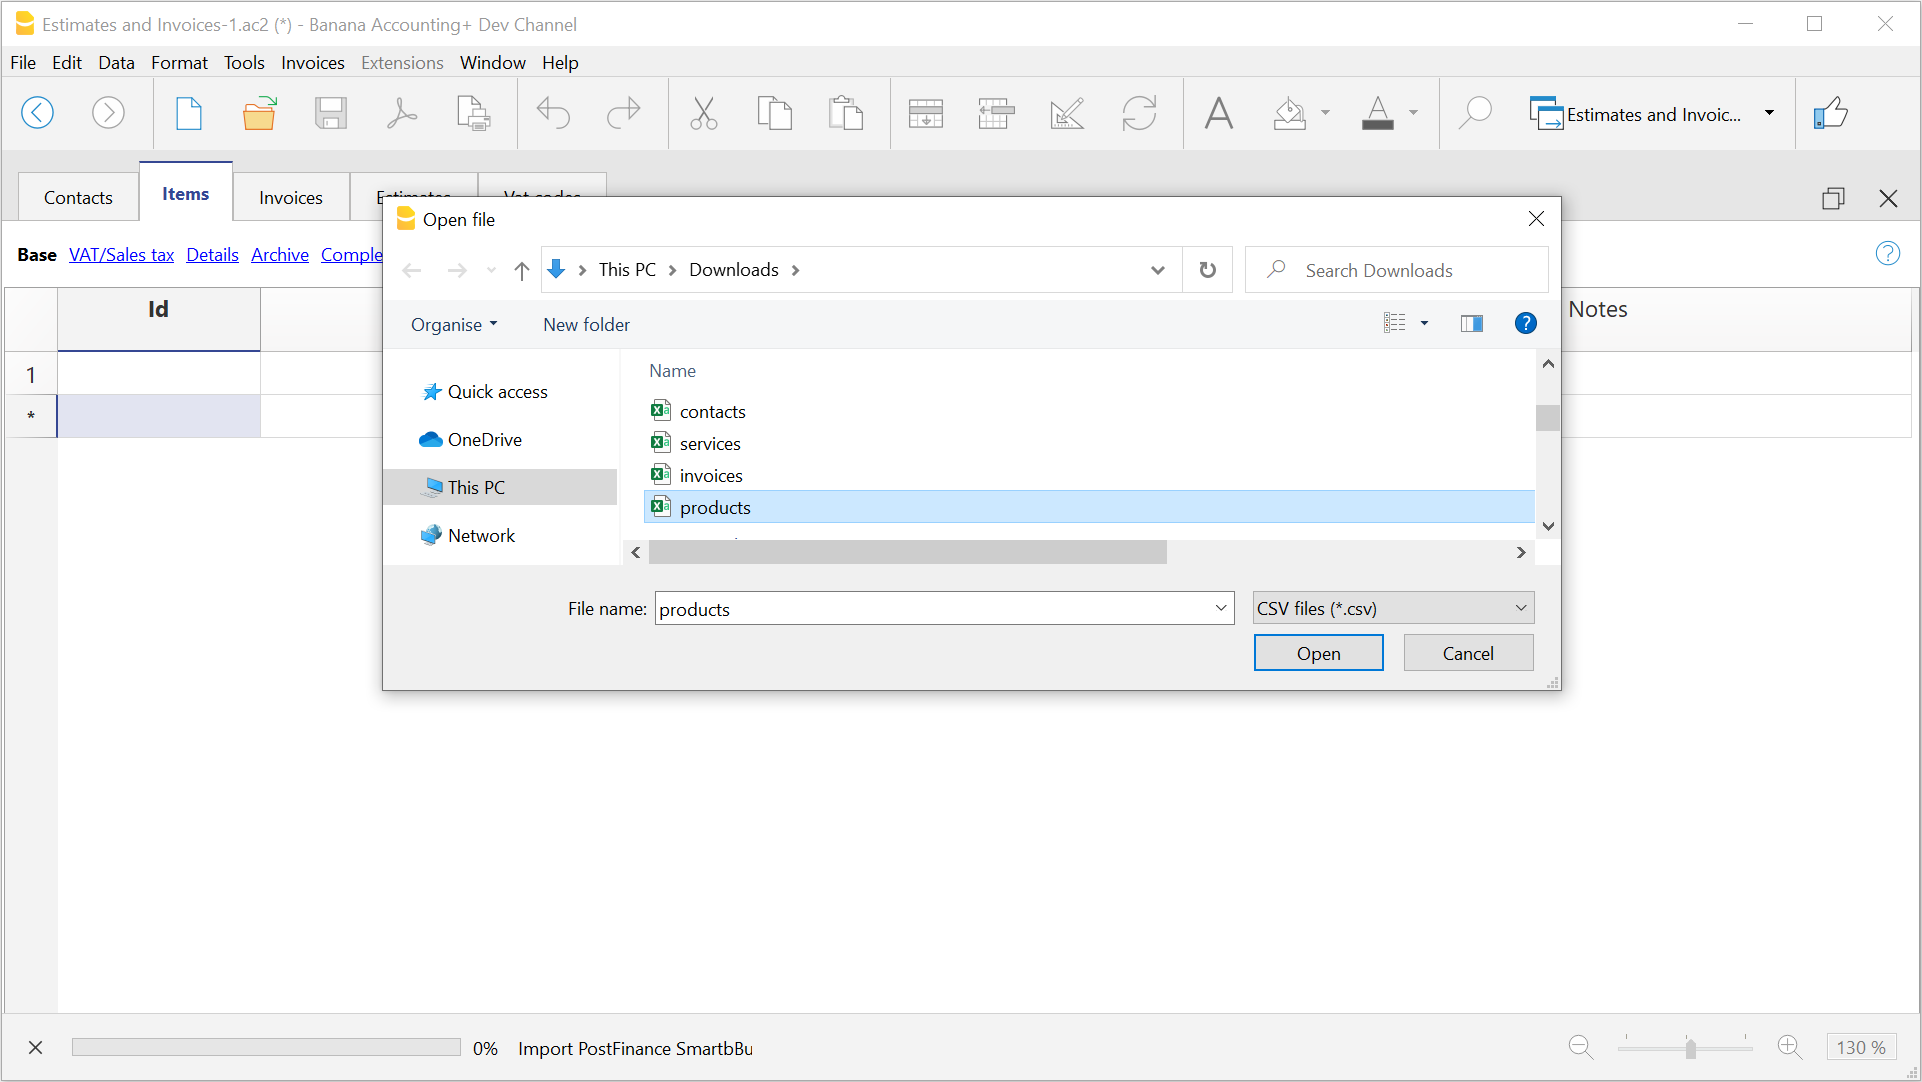 Estimates and Invoices-1.ac2 (*) - Banana Accounting+ Dev Channel
File Edit Data Format Tools Invoices Extensions Window Help
Estimates and Invoic...
Contacts Items Invoices Estimates Vat codes
Open file
Base VAT/Sales tax Details Archive Comple
This PC Downloads
Search Downloads
Id
Notes
Organise New folder
Name
1
*
Quick access
OneDrive
This PC
Network
contacts
services
invoices
products
File name: products
CSV files (*.csv)
Open Cancel
0% Import PostFinance SmartbBu
130 %